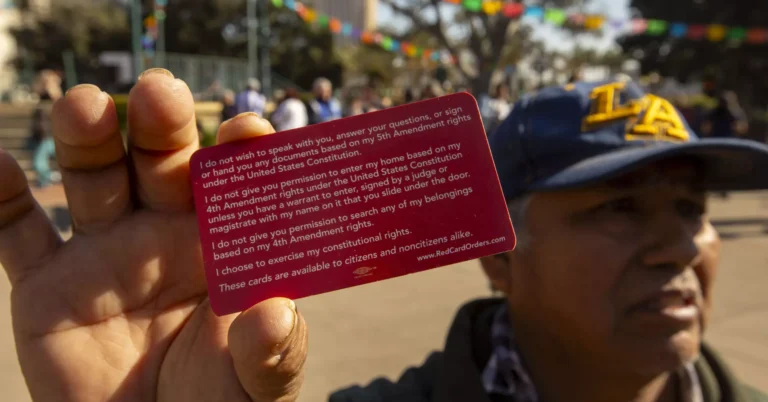 LA
I do not wish to speak with you, answer your questions, or sign
or hand you any documents based on my 5th Amendment rights
under the United States Constitution.
I do not give you permission to enter my home based on my
4th Amendment rights under the United States Constitution
unless you have a warrant to enter, signed by a judge or
magistrate with my name on it that you slide under the door.
I do not give you permission to search any of my belongings
based on my 4th Amendment rights.
I choose to exercise my constitutional rights.
These cards are available to citizens and noncitizens alike.
www.RedCardOrders.com